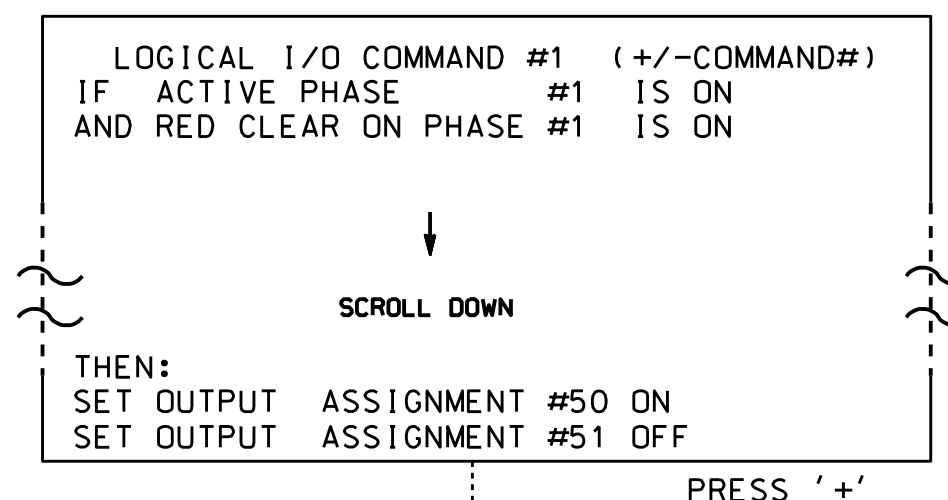 LOGICAL I/O COMMAND #1 (+/-COMMAND#)
IF ACTIVE PHASE #1 IS ON
AND RED CLEAR ON PHASE #1 IS ON
SCROLL DOWN
THEN:
SET OUTPUT ASSIGNMENT #50 ON
SET OUTPUT ASSIGNMENT #51 OFF
PRESS '+'